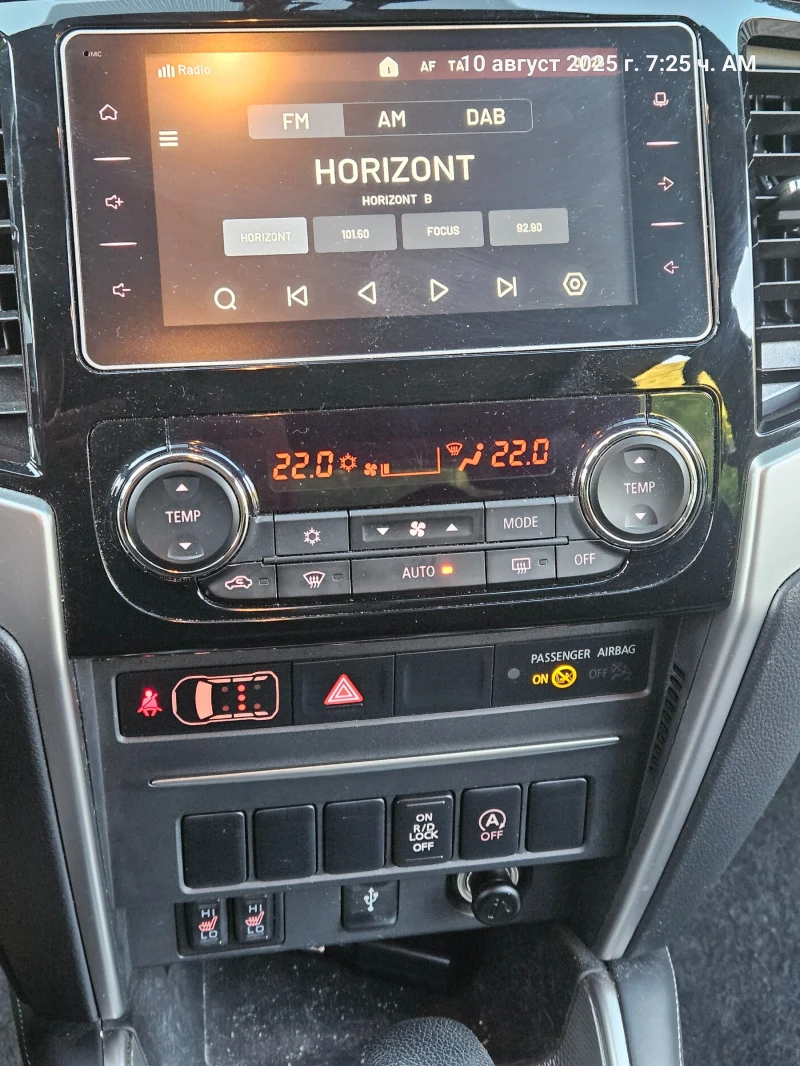 MIC
Radio
AF TA
10 август 2025 г. 7:25 ч. AM
FM AM DAB
HORIZONT
HORIZONT B
HORIZONT 101.60 FOCUS 92.90
22.0 22.0
TEMP
TEMP
MODE
AUTO
OFF
PASSENGER AIRBAG
ON OFF
ON
R/D
LOCK
OFF
A
OFF
HI
LO
HI
LO